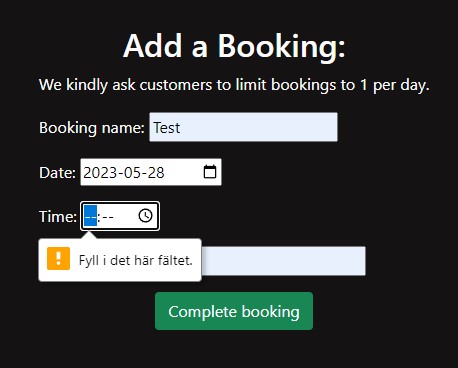 Add a Booking:
We kindly ask customers to limit bookings to 1 per day.
Booking name: Test
Date: 2023-05-28
Time: --:--
Fyll i det här fältet.
Complete booking